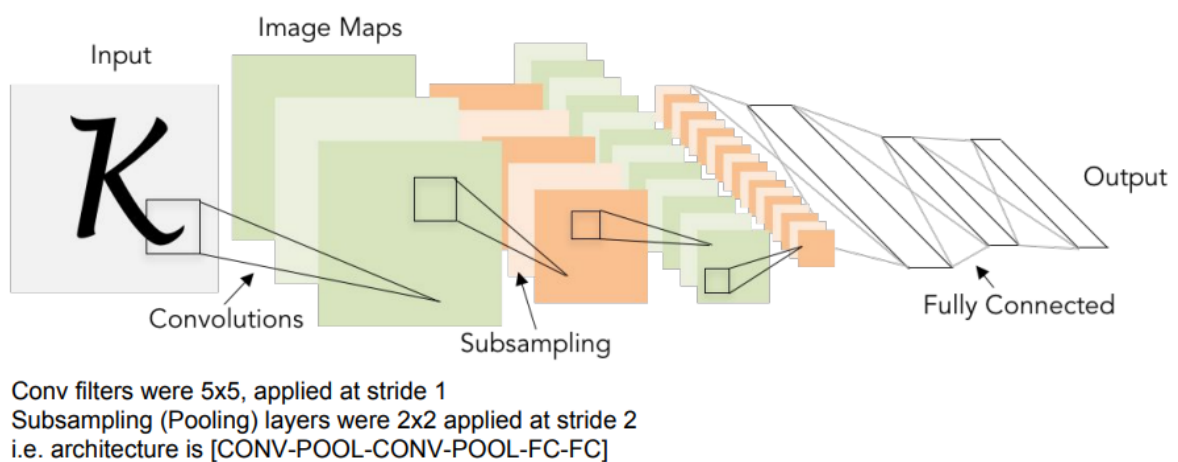 Input
Image Maps
K
Output
Convolutions
Subsampling
Fully Connected
Conv filters were 5x5, applied at stride 1
Subsampling (Pooling) layers were 2x2 applied at stride 2
i.e. architecture is [CONV-POOL-CONV-POOL-FC-FC]